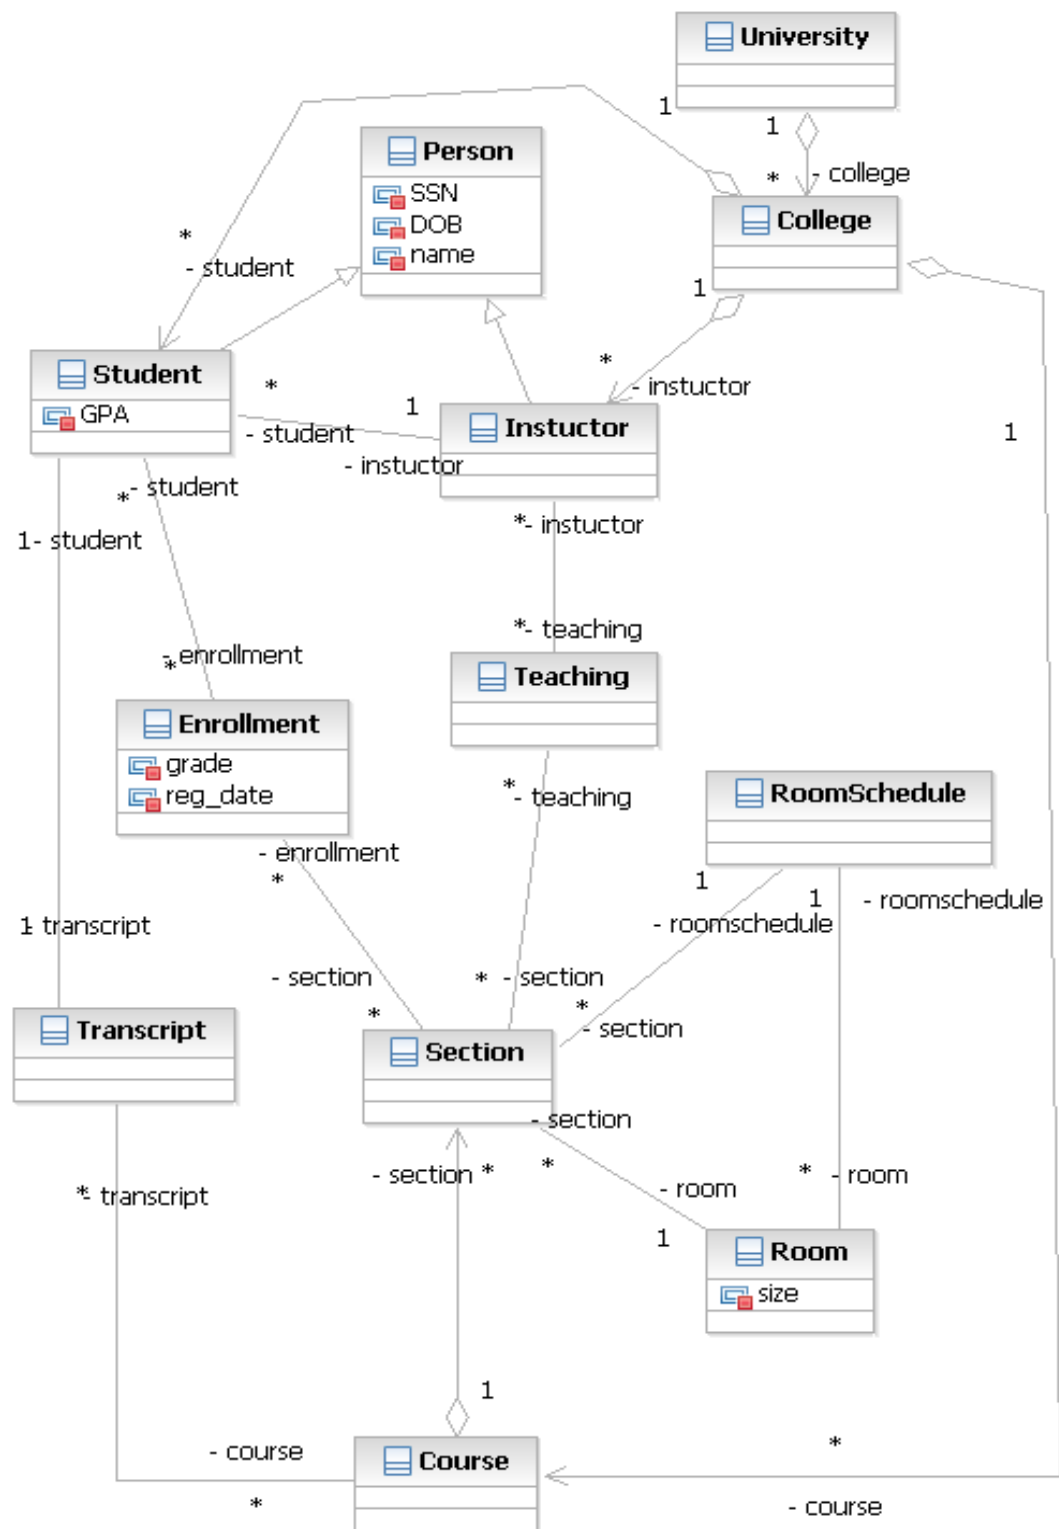 University
1
1
* - college
Person
SSN
DOB
name
College
*
- student
1
*
- instuctor
Student
GPA
*
1
- student
- instuctor
Instuctor
1
* - student
1 - student
* - instuctor
* - teaching
- enrollment
*
Teaching
Enrollment
grade
reg_date
* - teaching
RoomSchedule
- enrollment
*
1
1
- roomschedule
- roomschedule
1 transcript
- section
*
* - section
*
- section
Transcript
Section
- section
- section *
*
* - transcript
- room
* - room
1
Room
size
1
- course
*
Course
*
- course